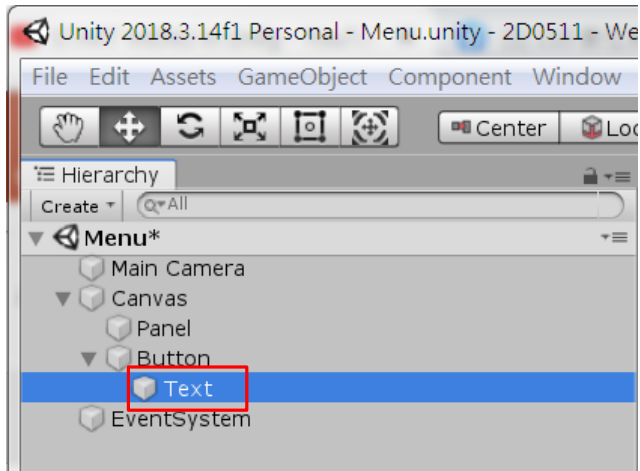 Unity 2018.3.14f1 Personal - Menu.unity - 2D0511 - We
File Edit Assets GameObject Component Window
Center Loc
Hierarchy
Create All
Menu*
Main Camera
Canvas
Panel
Button
Text
EventSystem